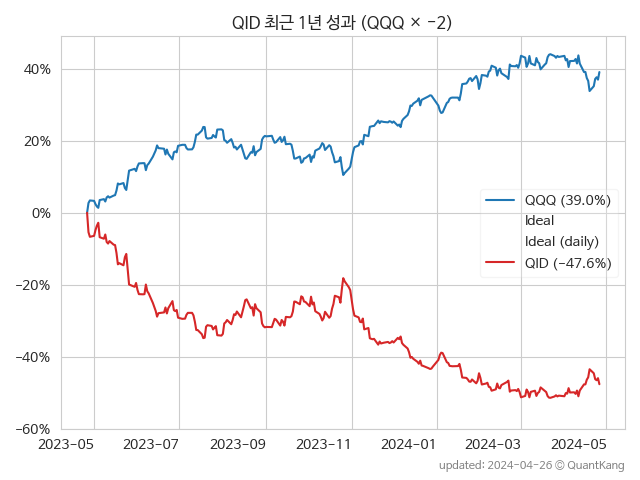 QID 최근 1년 성과 (QQQ × −2)
40%
20%
0%
−20%
−40%
−60%
QQQ (39.0%)
Ideal
Ideal (daily)
QID (−47.6%)
2023-05 2023-07 2023-09 2023-11 2024-01 2024-03 2024-05
updated: 2024-04-26 © QuantKang